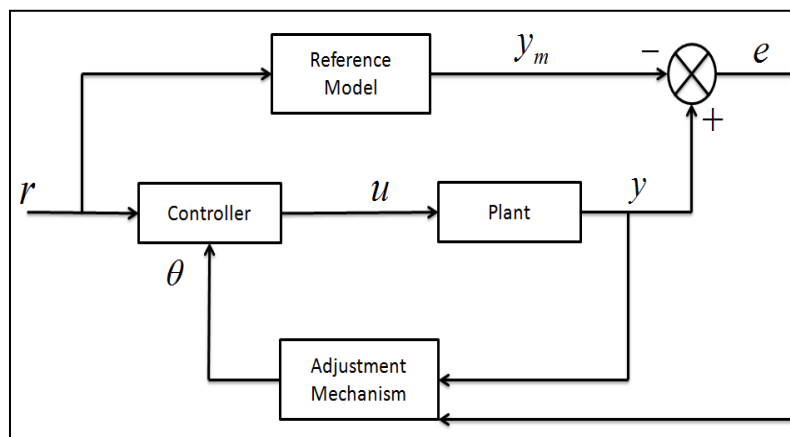 Reference
Model
y_m
−
e
+
r
Controller
u
Plant
y
θ
Adjustment
Mechanism